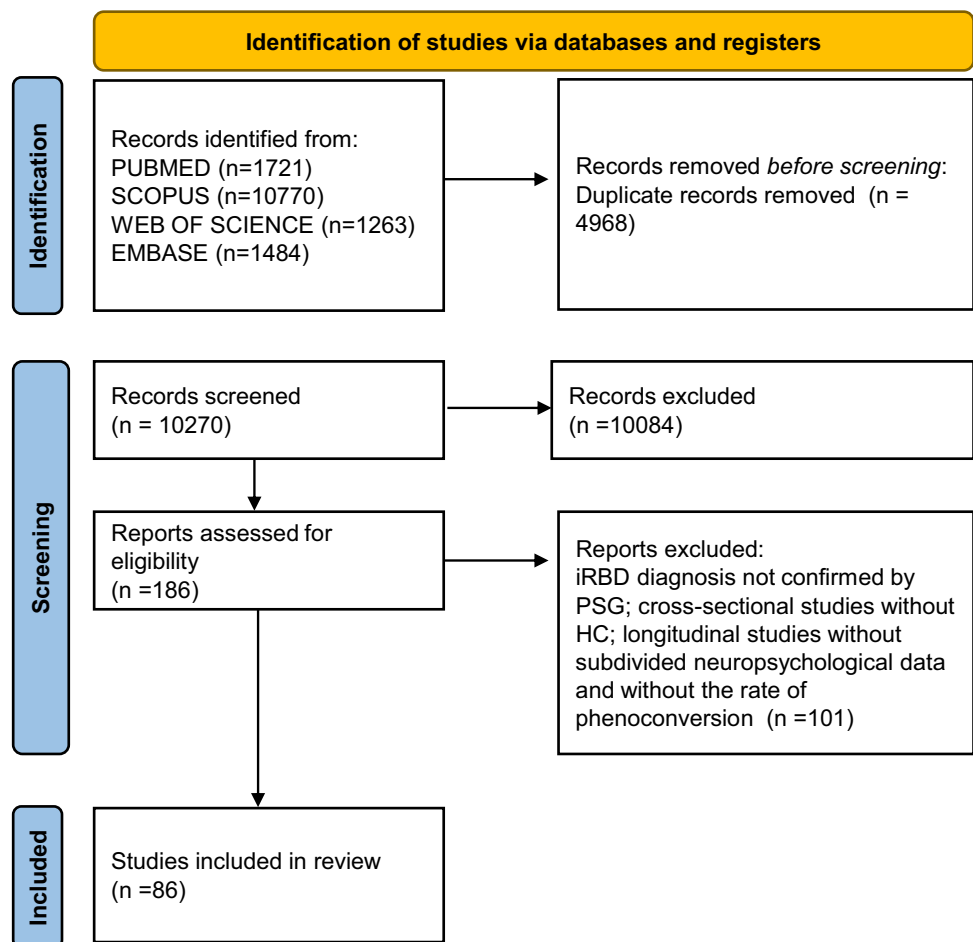 Identification of studies via databases and registers
Identification
Records identified from:
PUBMED (n=1721)
SCOPUS (n=10770)
WEB OF SCIENCE (n=1263)
EMBASE (n=1484)
Records removed before screening:
Duplicate records removed (n =
4968)
Screening
Records screened
(n = 10270)
Records excluded
(n =10084)
Reports assessed for
eligibility
(n =186)
Reports excluded:
iRBD diagnosis not confirmed by
PSG; cross-sectional studies without
HC; longitudinal studies without
subdivided neuropsychological data
and without the rate of
phenoconversion (n =101)
Included
Studies included in review
(n =86)